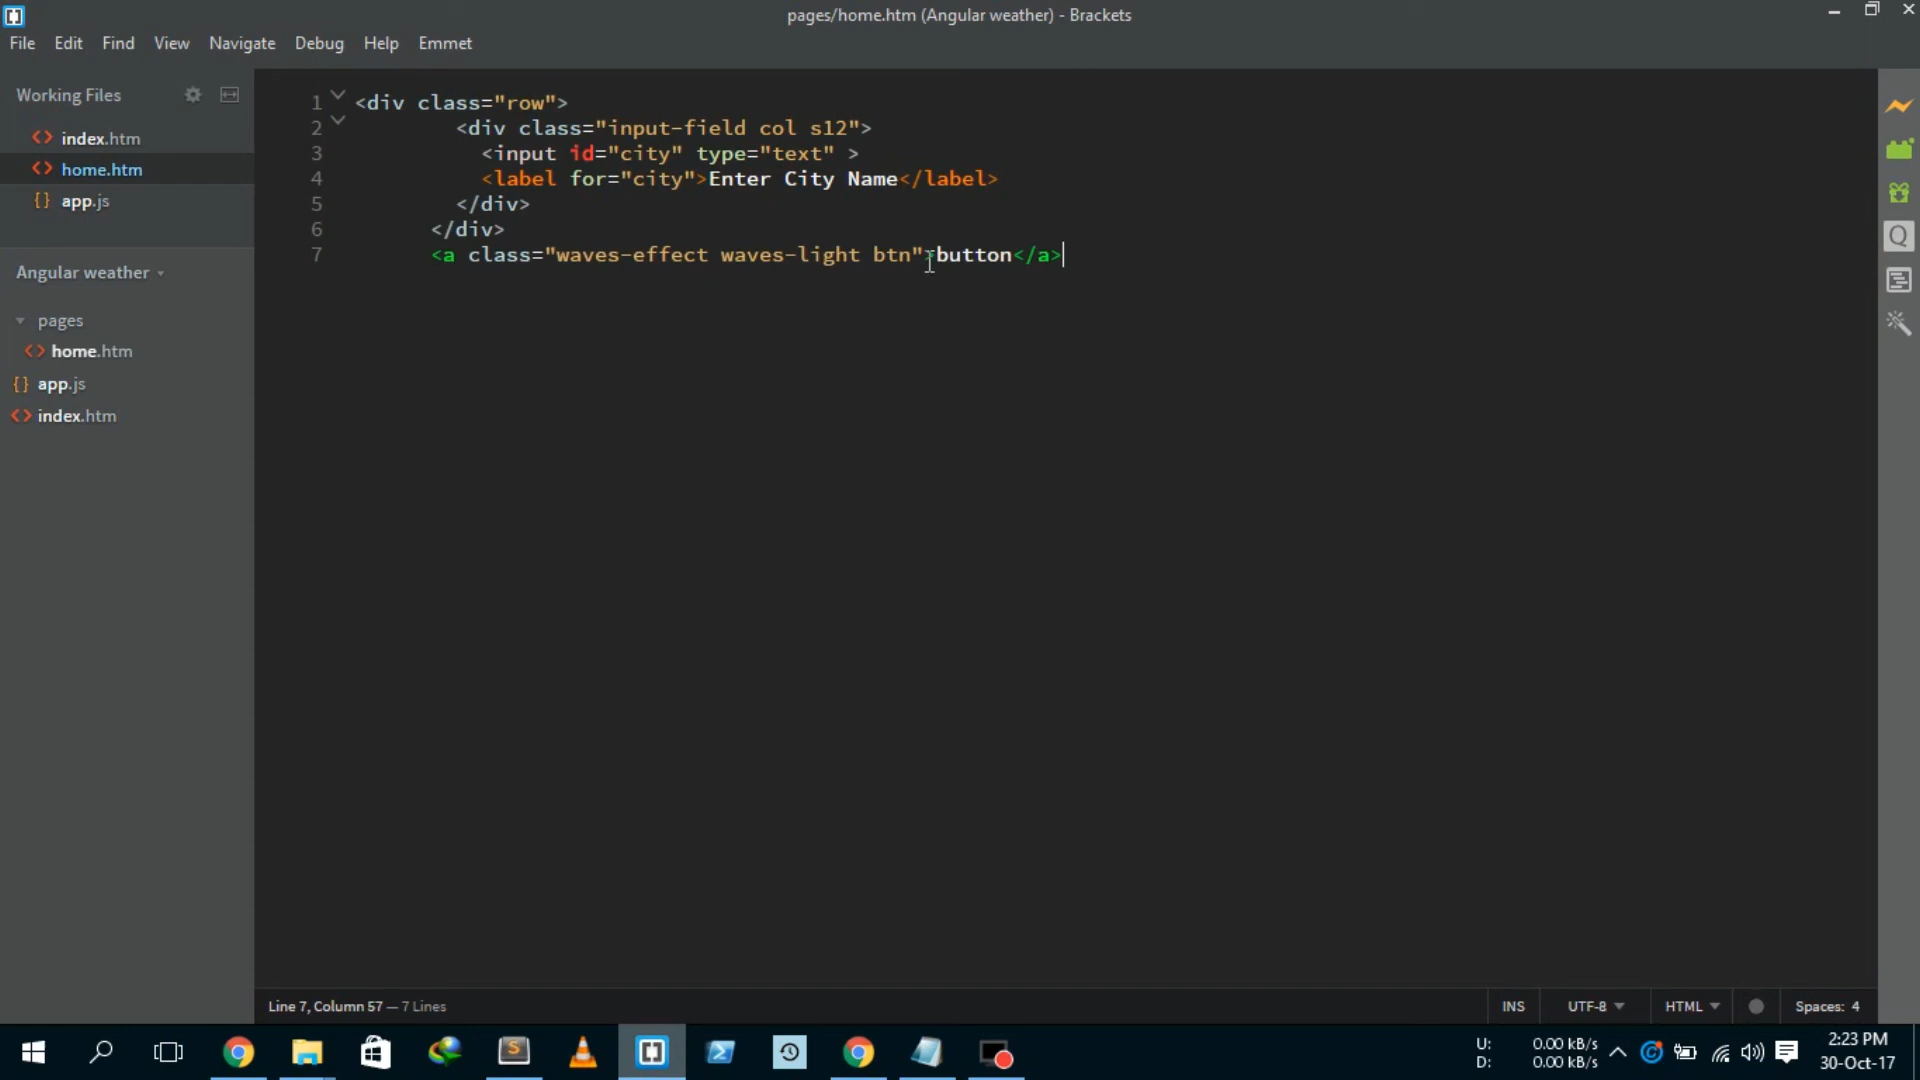 pages/home.htm (Angular weather) - Brackets
File Edit Find View Navigate Debug Help Emmet
Working Files
index.htm
home.htm
app.js
Angular weather
pages
home.htm
app.js
index.htm
1 <div class="row">
2 <div class="input-field col s12">
3 <input id="city" type="text" >
4 <label for="city">Enter City Name</label>
5 </div>
6 </div>
7 <a class="waves-effect waves-light btn">button</a>
Line 7, Column 57 — 7 Lines
INS UTF-8 HTML Spaces: 4
U: 0.00 kB/s
D: 0.00 kB/s
2:23 PM
30-Oct-17